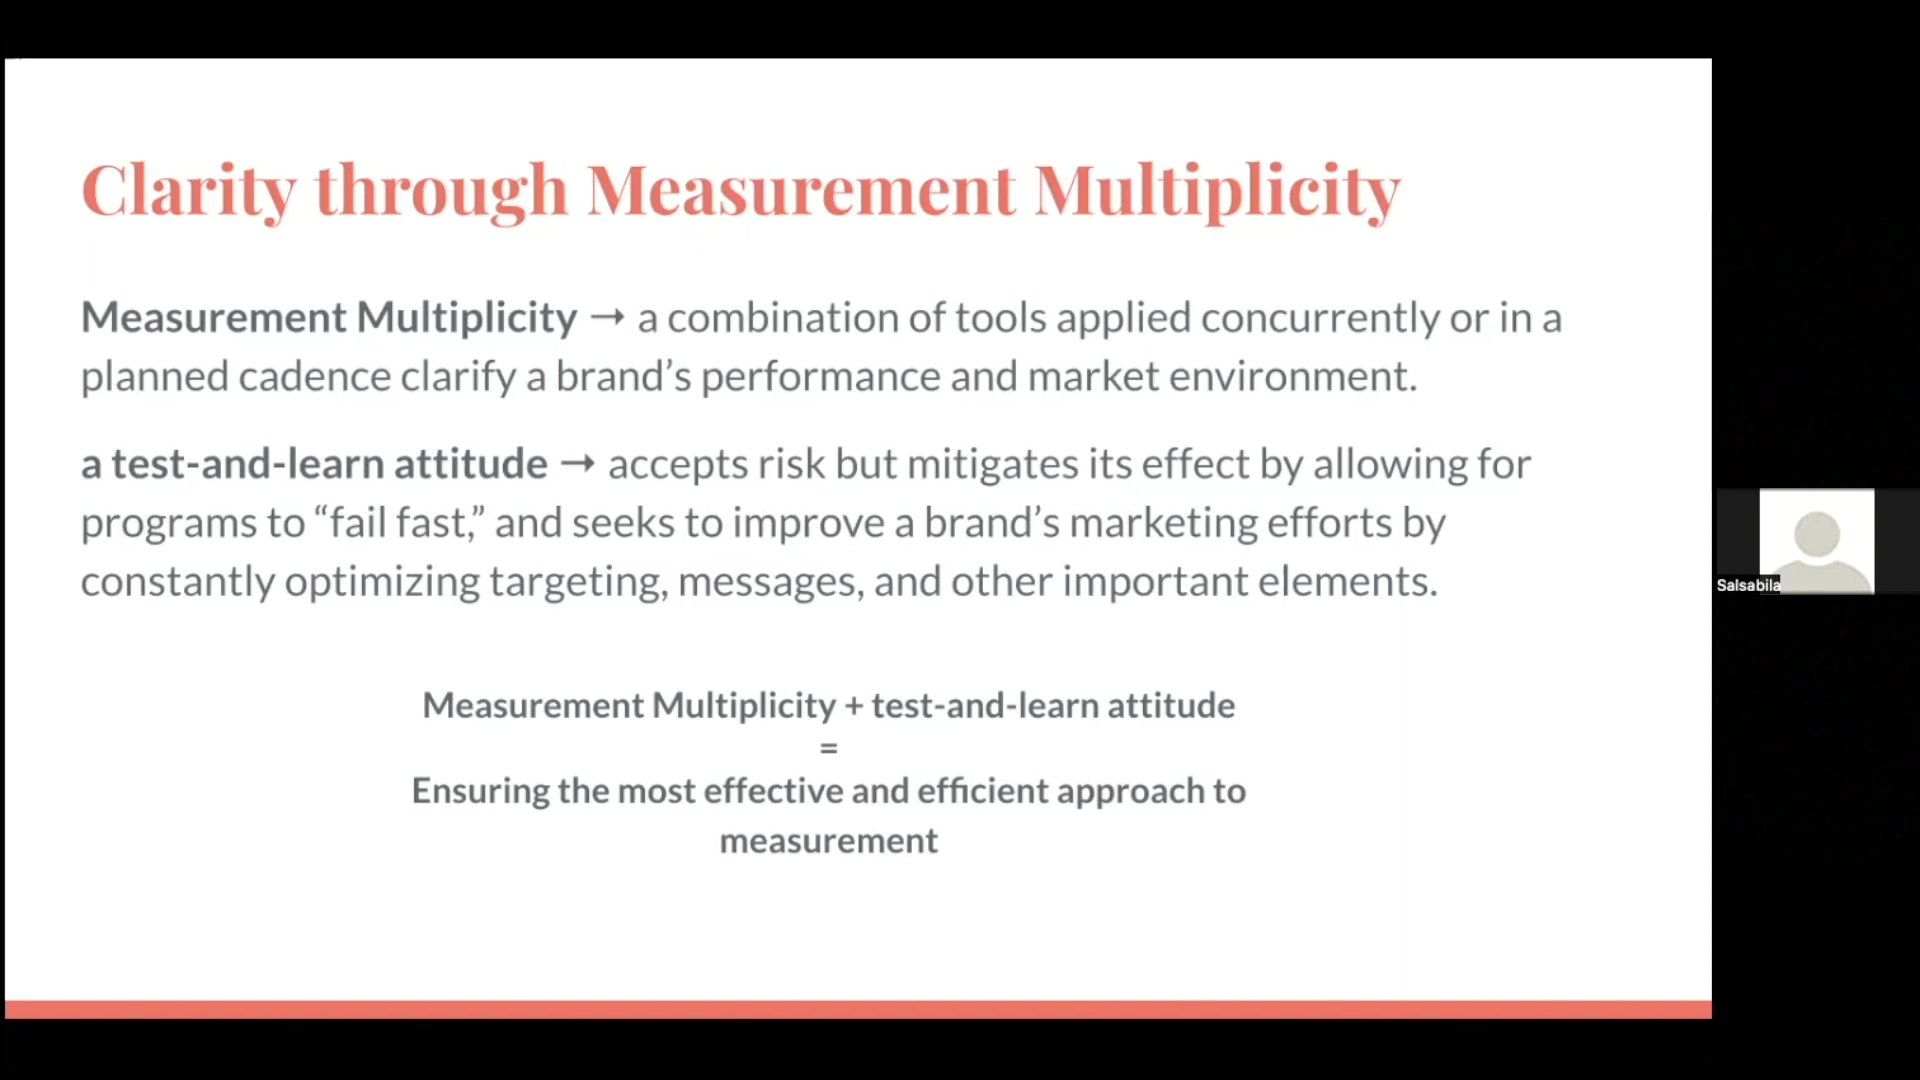 Clarity through Measurement Multiplicity
Measurement Multiplicity → a combination of tools applied concurrently or in a
planned cadence clarify a brand’s performance and market environment.
a test-and-learn attitude → accepts risk but mitigates its effect by allowing for
programs to “fail fast,” and seeks to improve a brand’s marketing efforts by
constantly optimizing targeting, messages, and other important elements.
Measurement Multiplicity + test-and-learn attitude
=
Ensuring the most effective and efficient approach to
measurement
Salsabila